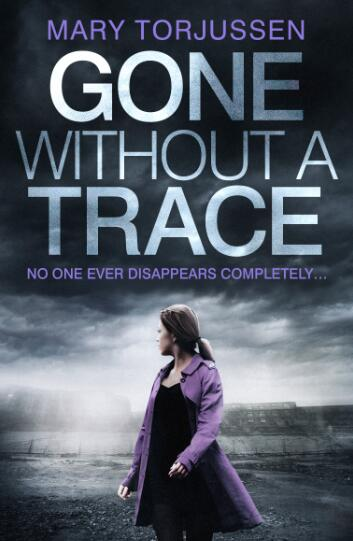 MARY TORJUSSEN
GONE
WITHOUT A
TRACE
NO ONE EVER DISAPPEARS COMPLETELY...